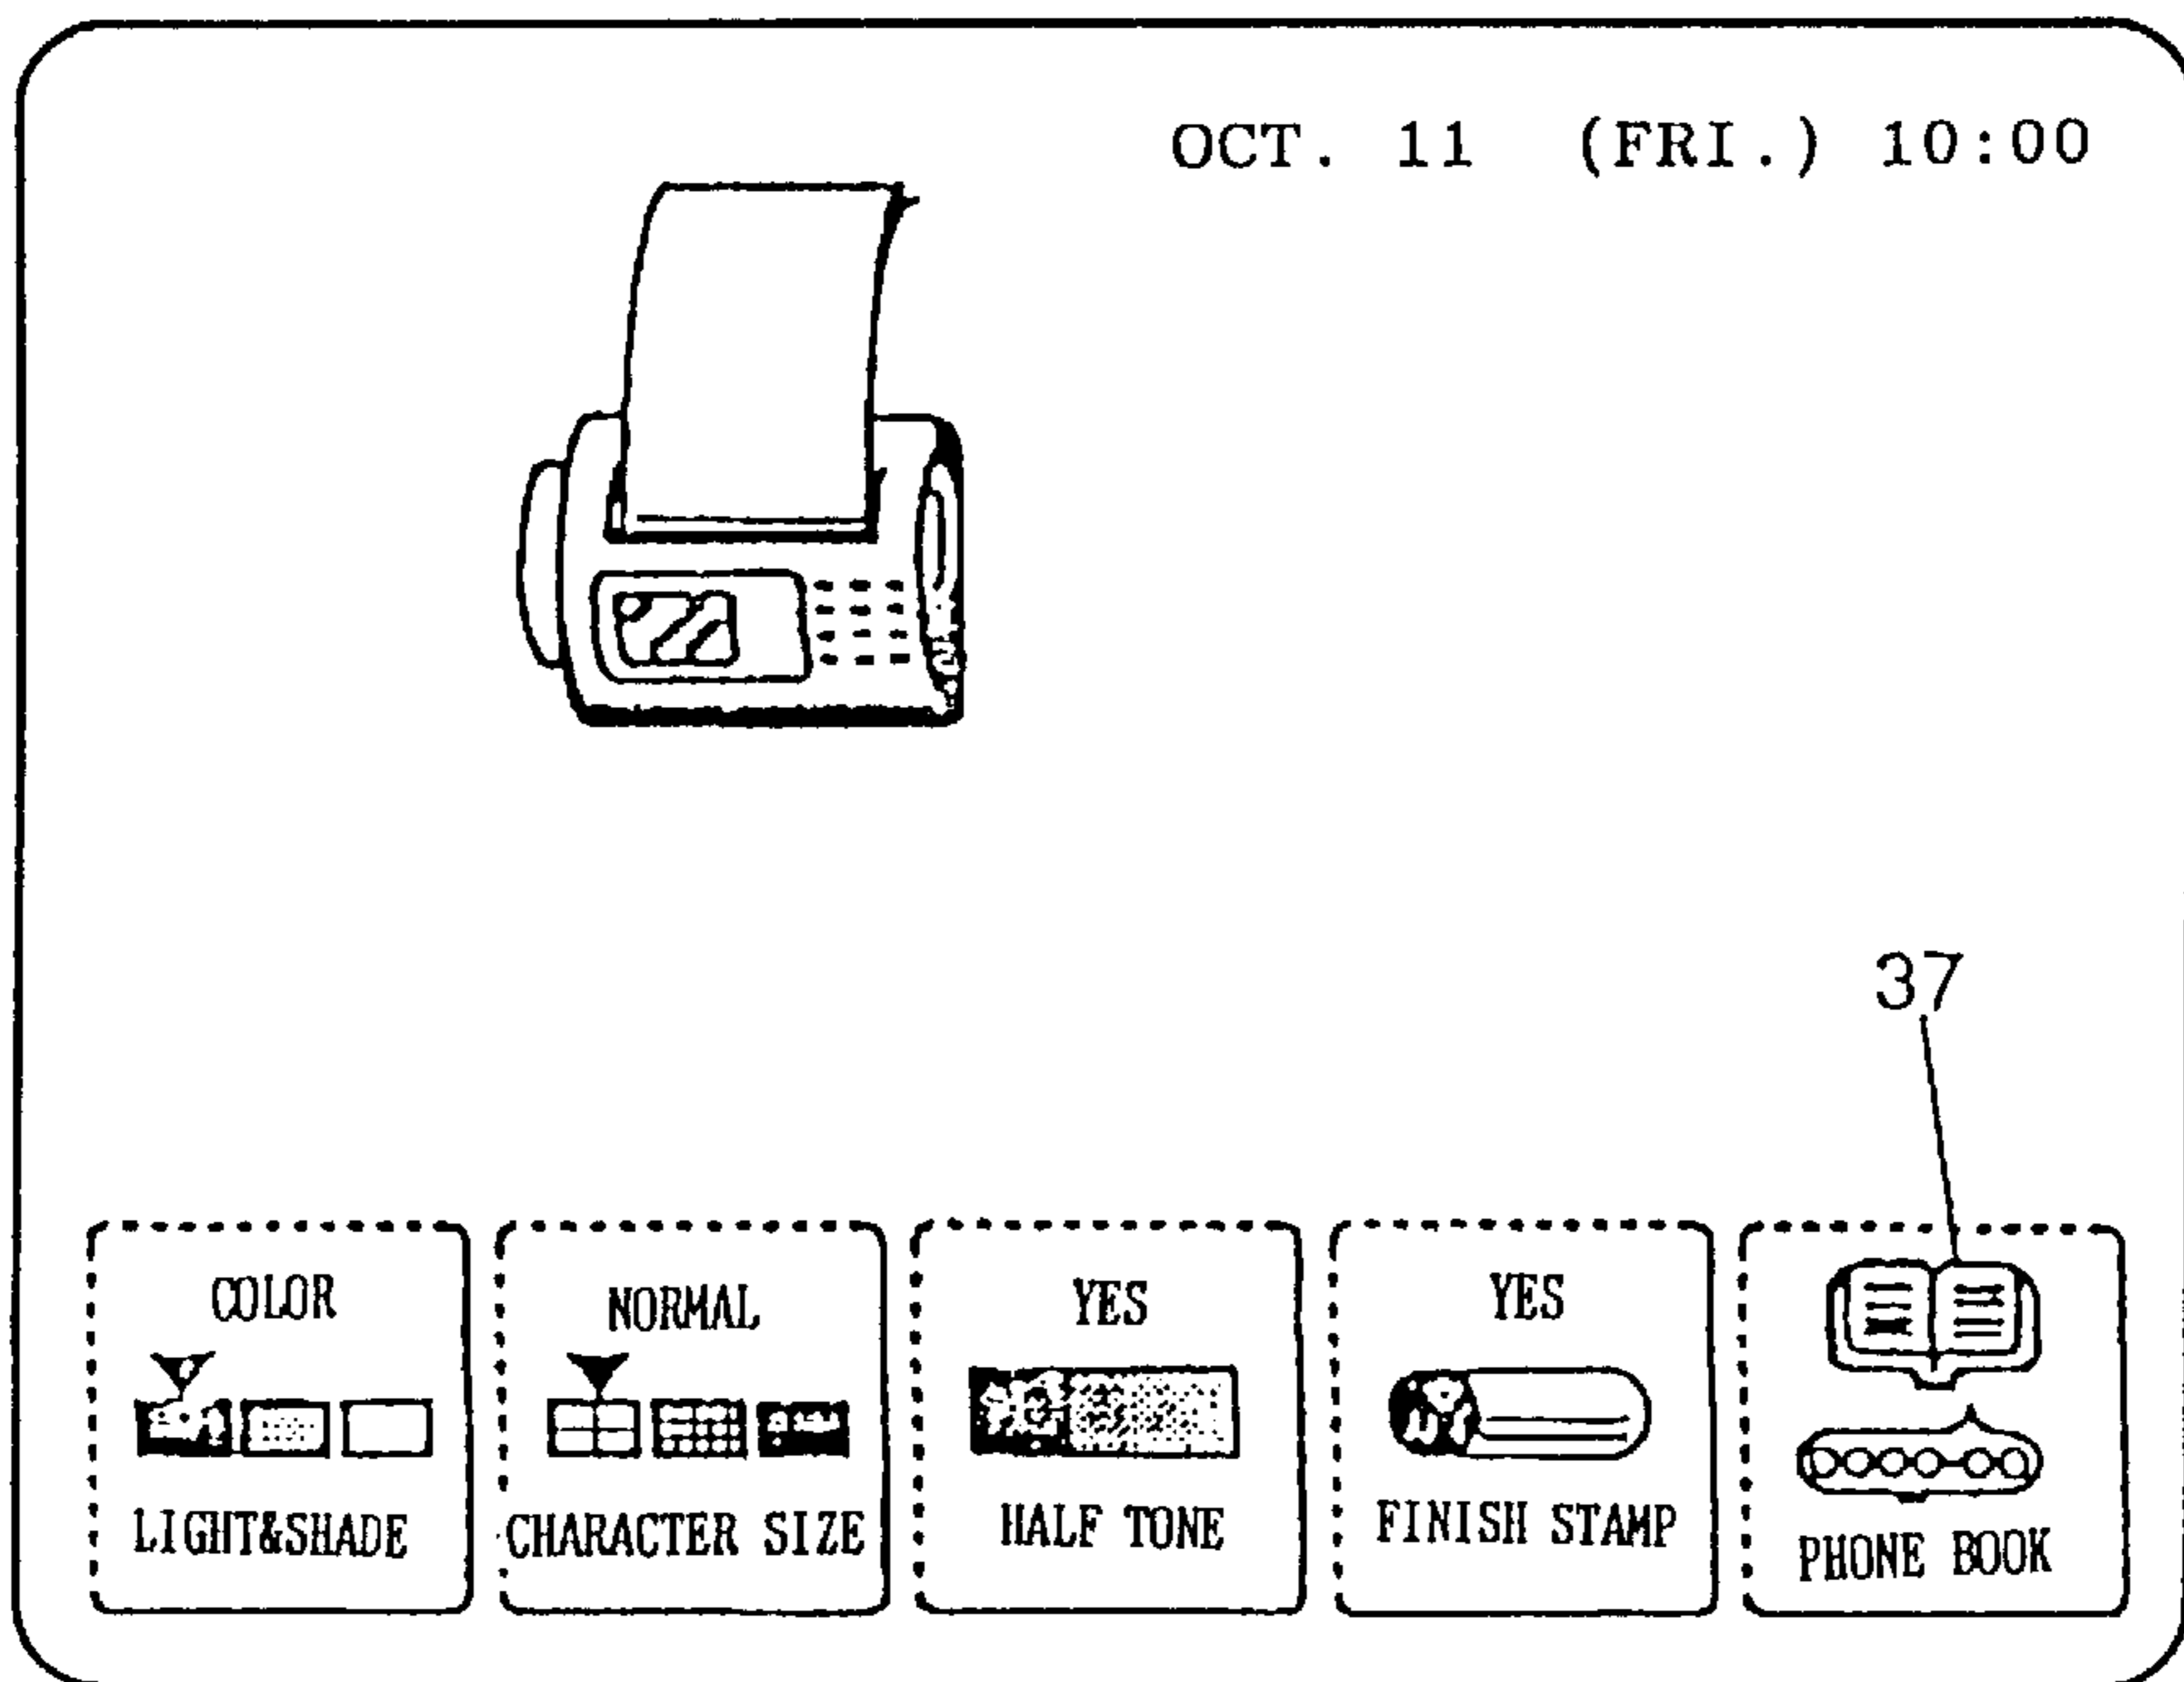 OCT. 11 (FRI.) 10:00
37
COLOR
LIGHT&SHADE
NORMAL
CHARACTER SIZE
YES
HALF TONE
YES
FINISH STAMP
PHONE BOOK